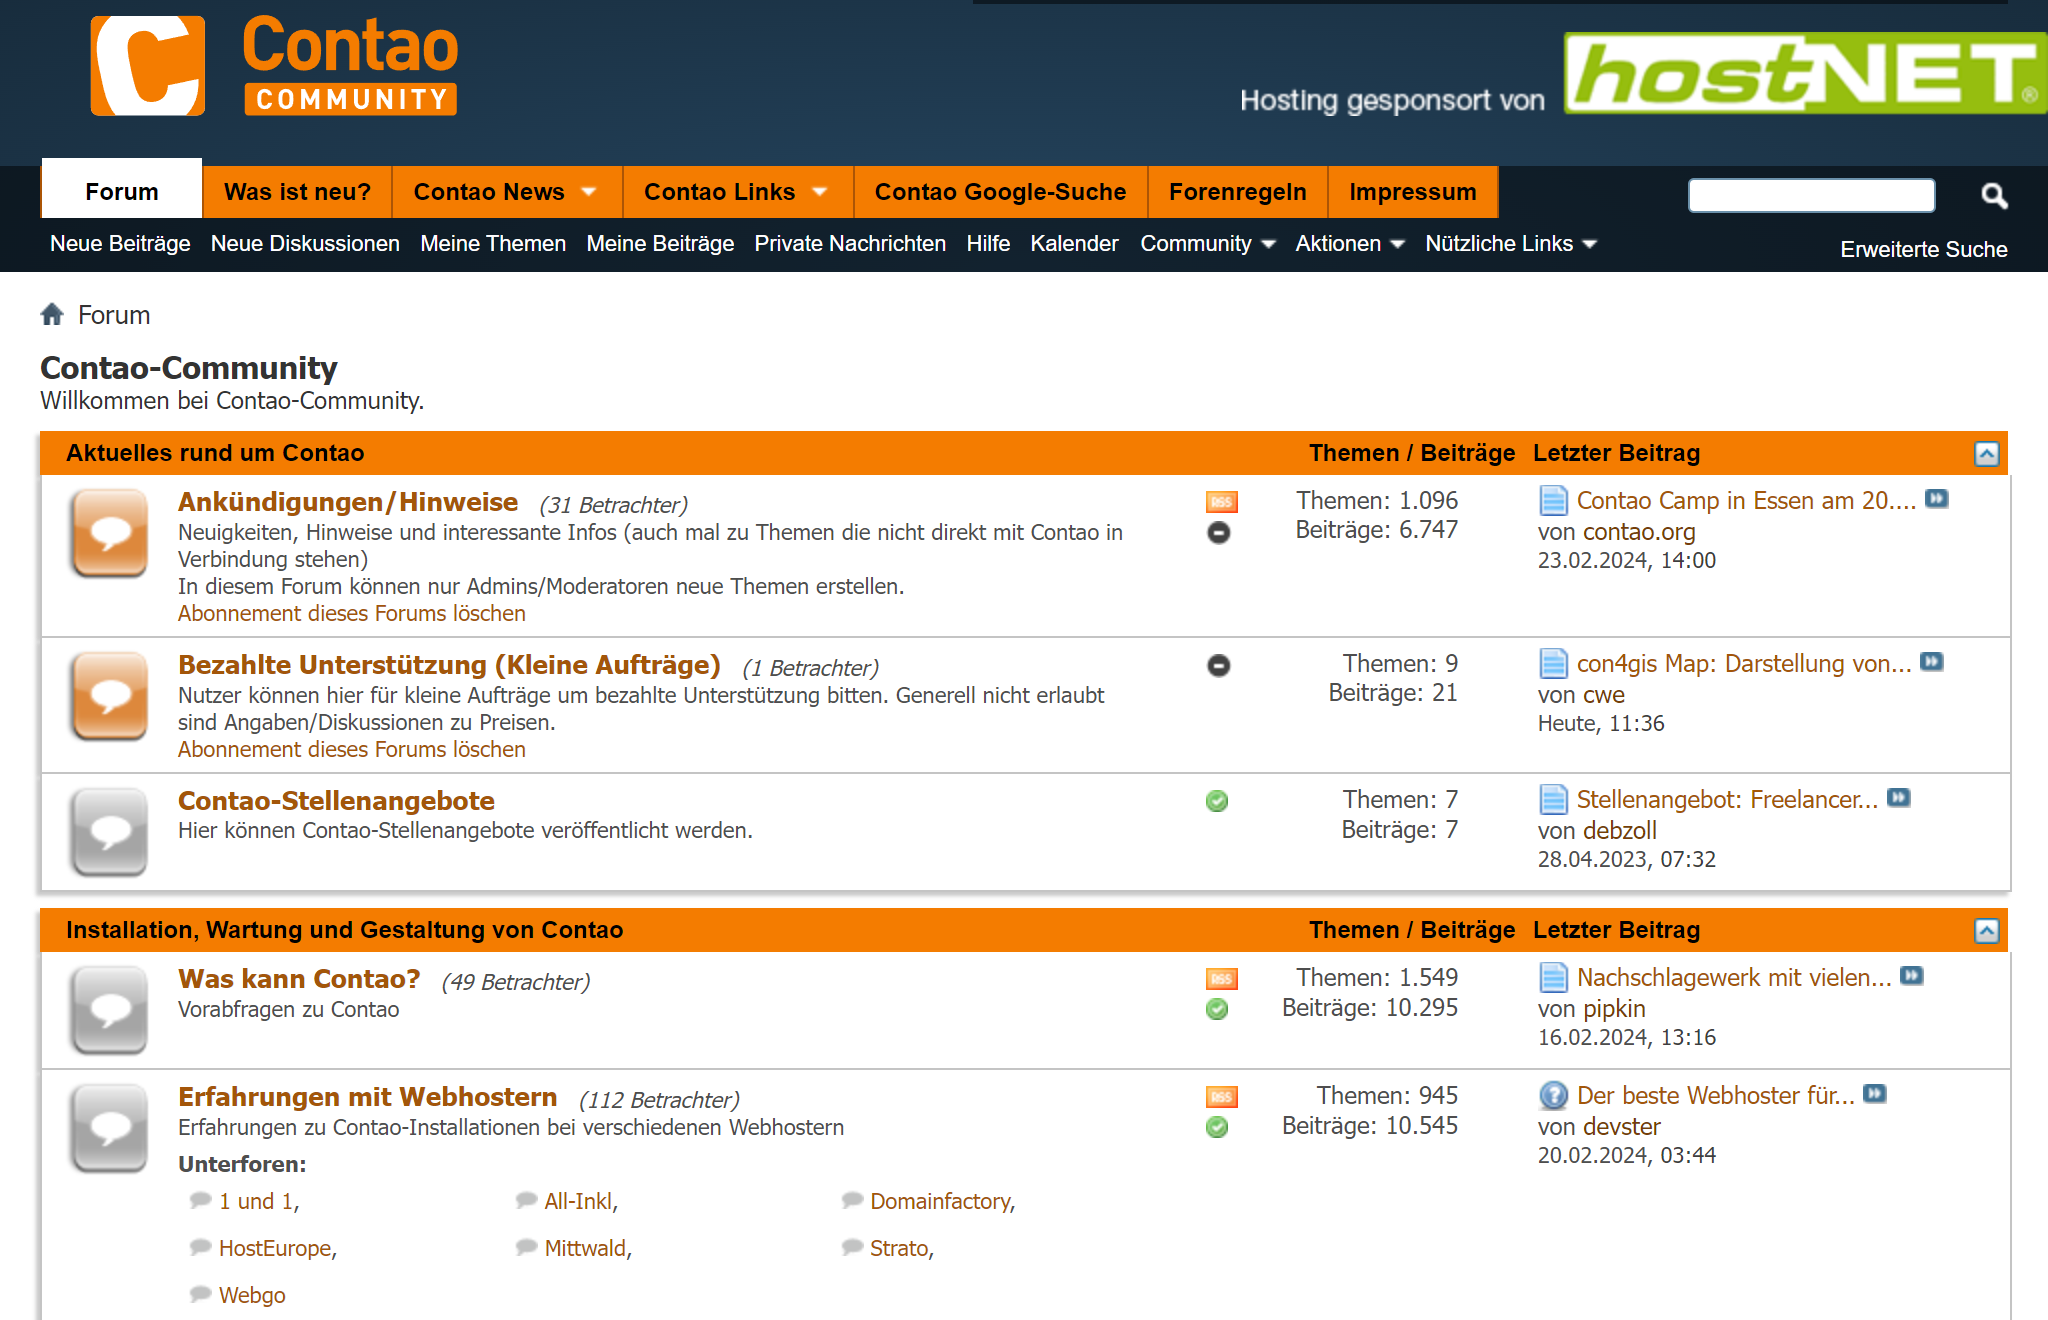 Contao
COMMUNITY
Hosting gesponsort von hostNET®
Forum Was ist neu? Contao News Contao Links Contao Google-Suche Forenregeln Impressum
Neue Beiträge Neue Diskussionen Meine Themen Meine Beiträge Private Nachrichten Hilfe Kalender Community Aktionen Nützliche Links Erweiterte Suche
Forum
Contao-Community
Willkommen bei Contao-Community.
Aktuelles rund um Contao Themen / Beiträge Letzter Beitrag
Ankündigungen/Hinweise (31 Betrachter)
Neuigkeiten, Hinweise und interessante Infos (auch mal zu Themen die nicht direkt mit Contao in
Verbindung stehen)
In diesem Forum können nur Admins/Moderatoren neue Themen erstellen.
Abonnement dieses Forums löschen
RSS
Themen: 1.096
Beiträge: 6.747
Contao Camp in Essen am 20....
von contao.org
23.02.2024, 14:00
Bezahlte Unterstützung (Kleine Aufträge) (1 Betrachter)
Nutzer können hier für kleine Aufträge um bezahlte Unterstützung bitten. Generell nicht erlaubt
sind Angaben/Diskussionen zu Preisen.
Abonnement dieses Forums löschen
Themen: 9
Beiträge: 21
con4gis Map: Darstellung von...
von cwe
Heute, 11:36
Contao-Stellenangebote
Hier können Contao-Stellenangebote veröffentlicht werden.
Themen: 7
Beiträge: 7
Stellenangebot: Freelancer...
von debzoll
28.04.2023, 07:32
Installation, Wartung und Gestaltung von Contao Themen / Beiträge Letzter Beitrag
Was kann Contao? (49 Betrachter)
Vorabfragen zu Contao
RSS
Themen: 1.549
Beiträge: 10.295
Nachschlagewerk mit vielen...
von pipkin
16.02.2024, 13:16
Erfahrungen mit Webhostern (112 Betrachter)
Erfahrungen zu Contao-Installationen bei verschiedenen Webhostern
RSS
Themen: 945
Beiträge: 10.545
Der beste Webhoster für...
von devster
20.02.2024, 03:44
Unterforen:
1 und 1, All-Inkl, Domainfactory,
HostEurope, Mittwald, Strato,
Webgo